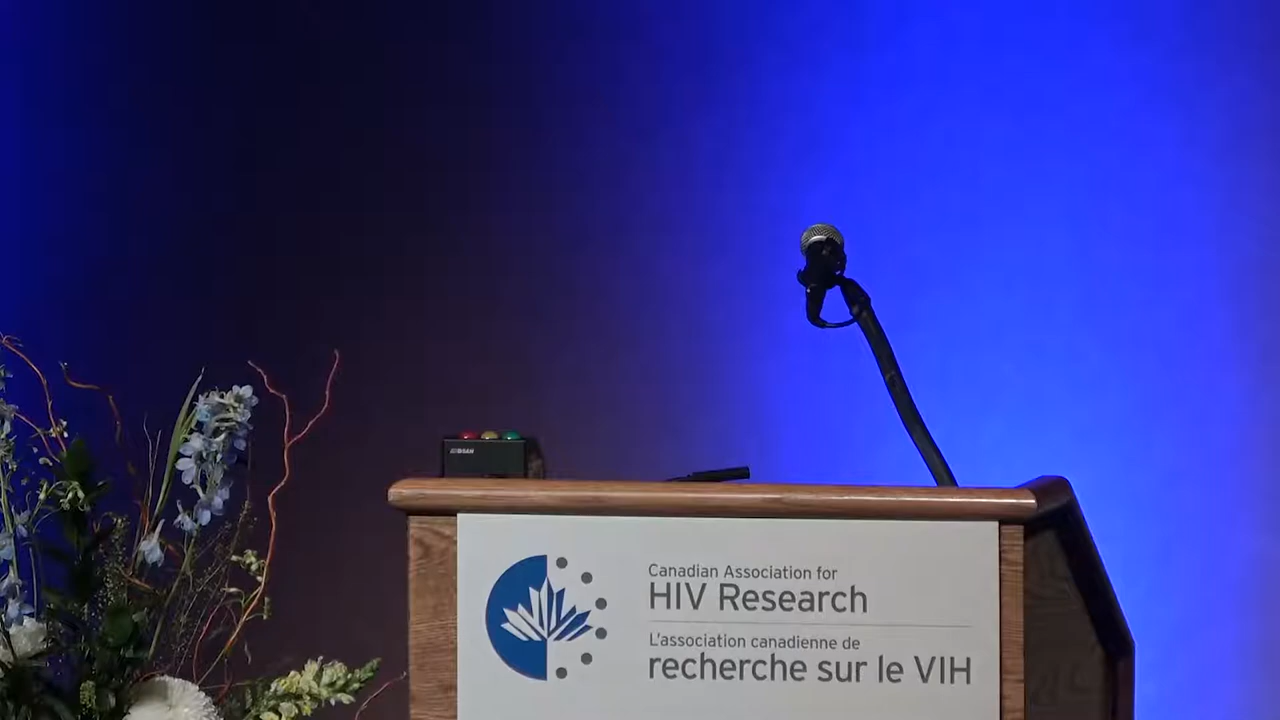 Canadian Association for
HIV Research
L'association canadienne de
recherche sur le VIH